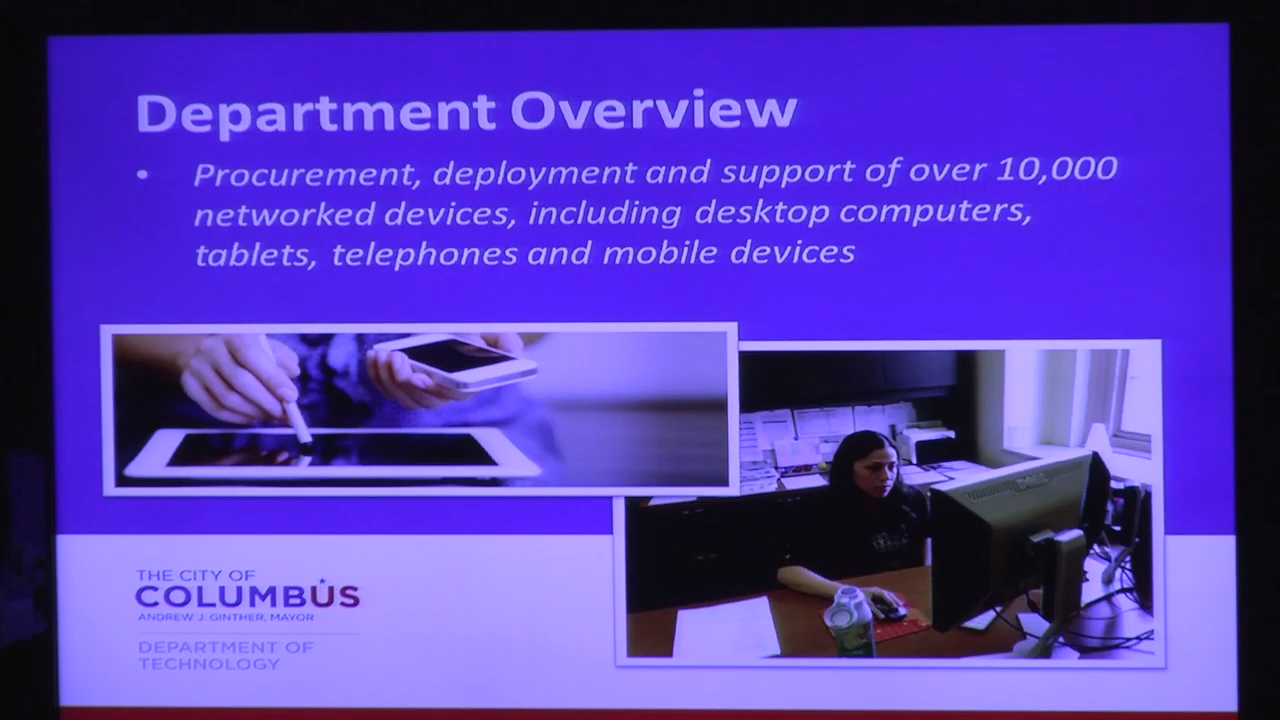 Department Overview
• Procurement, deployment and support of over 10,000
networked devices, including desktop computers,
tablets, telephones and mobile devices
THE CITY OF
COLUMBUS
ANDREW J. GINTHER, MAYOR
DEPARTMENT OF
TECHNOLOGY
DELL